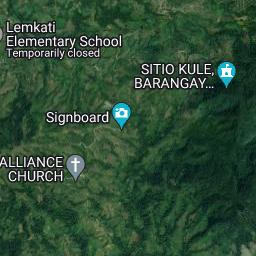 Lemkati
Elementary School
Temporarily closed
SITIO KULE,
BARANGAY...
Signboard
ALLIANCE
CHURCH